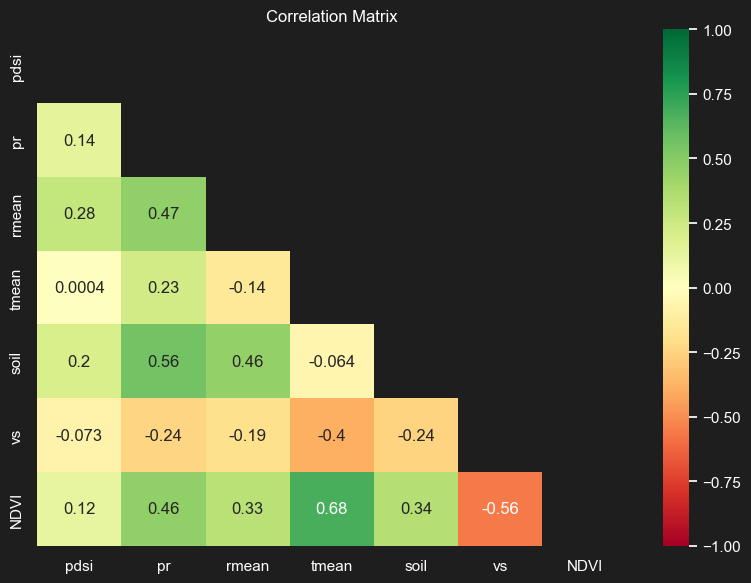 Correlation Matrix
pdsi
pr 0.14
rmean 0.28 0.47
tmean 0.0004 0.23 -0.14
soil 0.2 0.56 0.46 -0.064
vs -0.073 -0.24 -0.19 -0.4 -0.24
NDVI 0.12 0.46 0.33 0.68 0.34 -0.56
pdsi pr rmean tmean soil vs NDVI
1.00
0.75
0.50
0.25
0.00
−0.25
−0.50
−0.75
−1.00